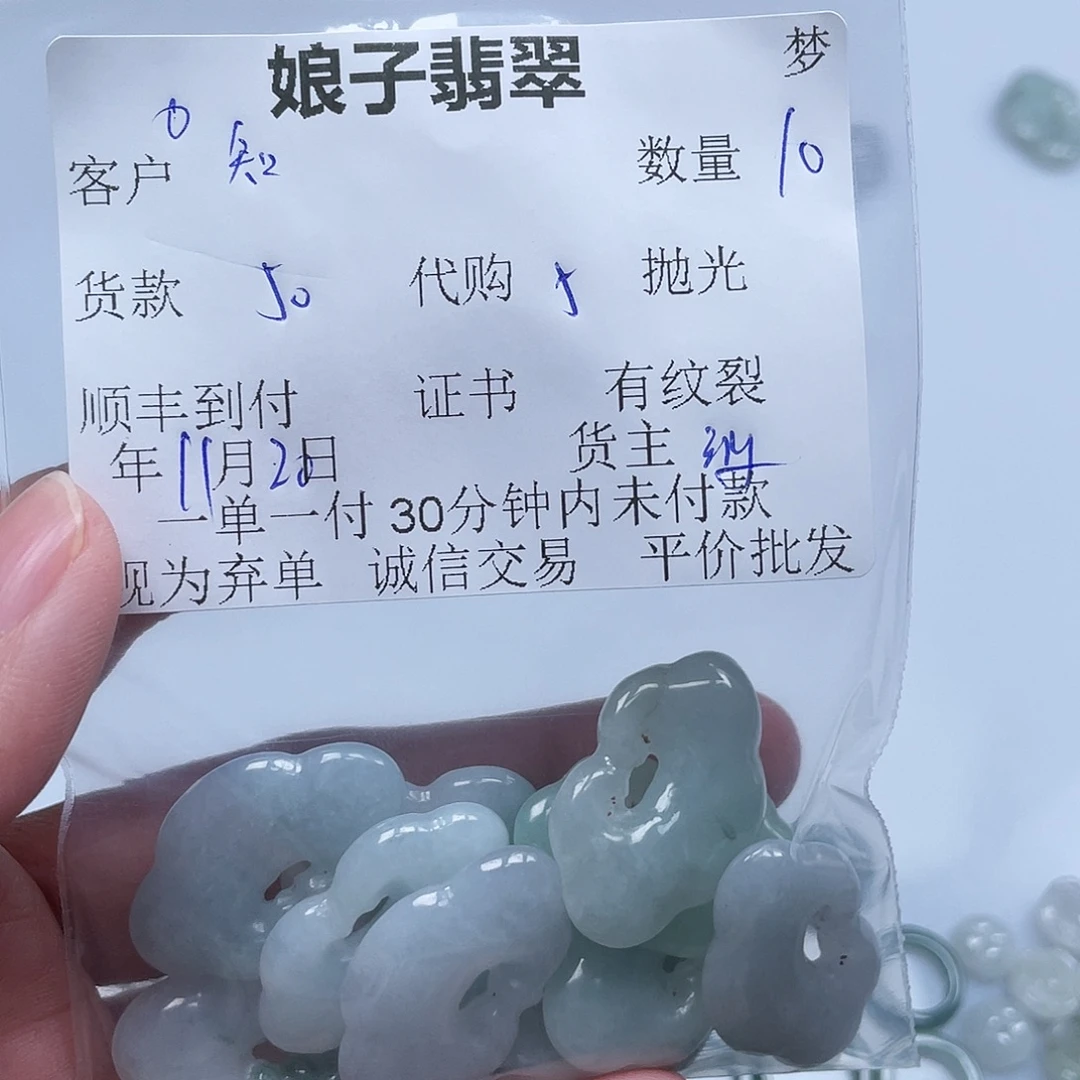 娘子翡翠 梦
客户 知 数量 10
货款 50 代购 5 抛光
顺丰到付 证书 有纹裂
年11月20日 货主
一单一付 30分钟内未付款
视为弃单 诚信交易 平价批发